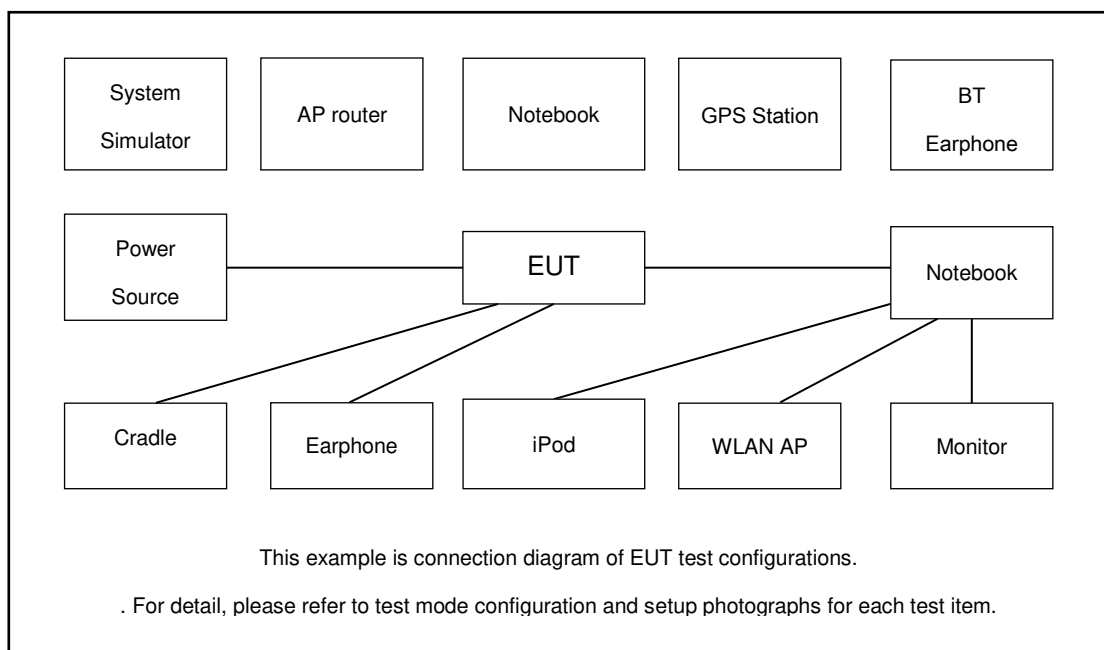 System
Simulator
AP router
Notebook
GPS Station
BT
Earphone
Power
Source
EUT
Notebook
Cradle
Earphone
iPod
WLAN AP
Monitor
This example is connection diagram of EUT test configurations.
. For detail, please refer to test mode configuration and setup photographs for each test item.